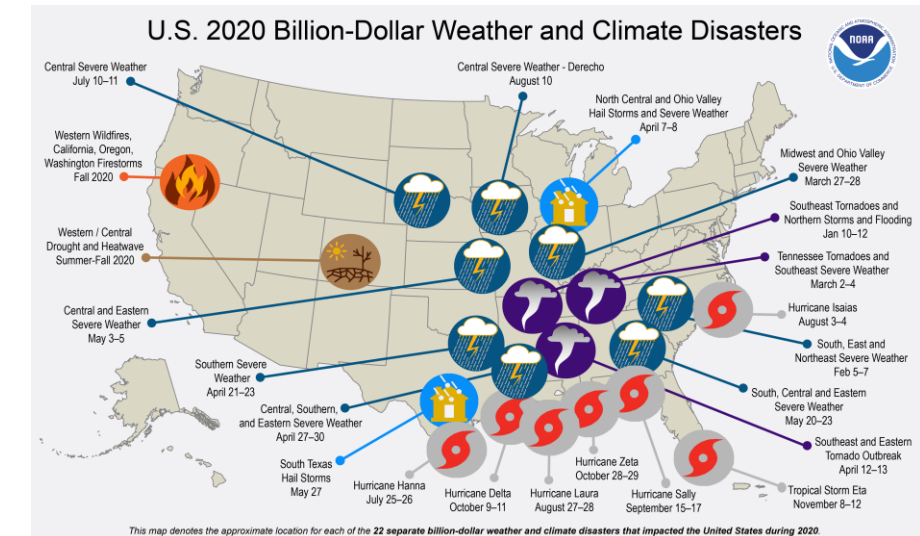 U.S. 2020 Billion-Dollar Weather and Climate Disasters
NOAA
NATIONAL OCEANIC AND ATMOSPHERIC ADMINISTRATION
U.S. DEPARTMENT OF COMMERCE
Central Severe Weather
July 10–11
Central Severe Weather - Derecho
August 10
North Central and Ohio Valley
Hail Storms and Severe Weather
April 7–8
Western Wildfires,
California, Oregon,
Washington Firestorms
Fall 2020
Midwest and Ohio Valley
Severe Weather
March 27–28
Southeast Tornadoes and
Northern Storms and Flooding
Jan 10–12
Western / Central
Drought and Heatwave
Summer-Fall 2020
Tennessee Tornadoes and
Southeast Severe Weather
March 2–4
Central and Eastern
Severe Weather
May 3–5
Hurricane Isaias
August 3–4
South, East and
Northeast Severe Weather
Feb 5–7
Southern Severe
Weather
April 21–23
South, Central and Eastern
Severe Weather
May 20–23
Central, Southern,
and Eastern Severe Weather
April 27–30
Southeast and Eastern
Tornado Outbreak
April 12–13
South Texas
Hail Storms
May 27
Hurricane Hanna
July 25–26
Hurricane Delta
October 9–11
Hurricane Laura
August 27–28
Hurricane Zeta
October 28–29
Hurricane Sally
September 15–17
Tropical Storm Eta
November 8–12
This map denotes the approximate location for each of the 22 separate billion-dollar weather and climate disasters that impacted the United States during 2020.